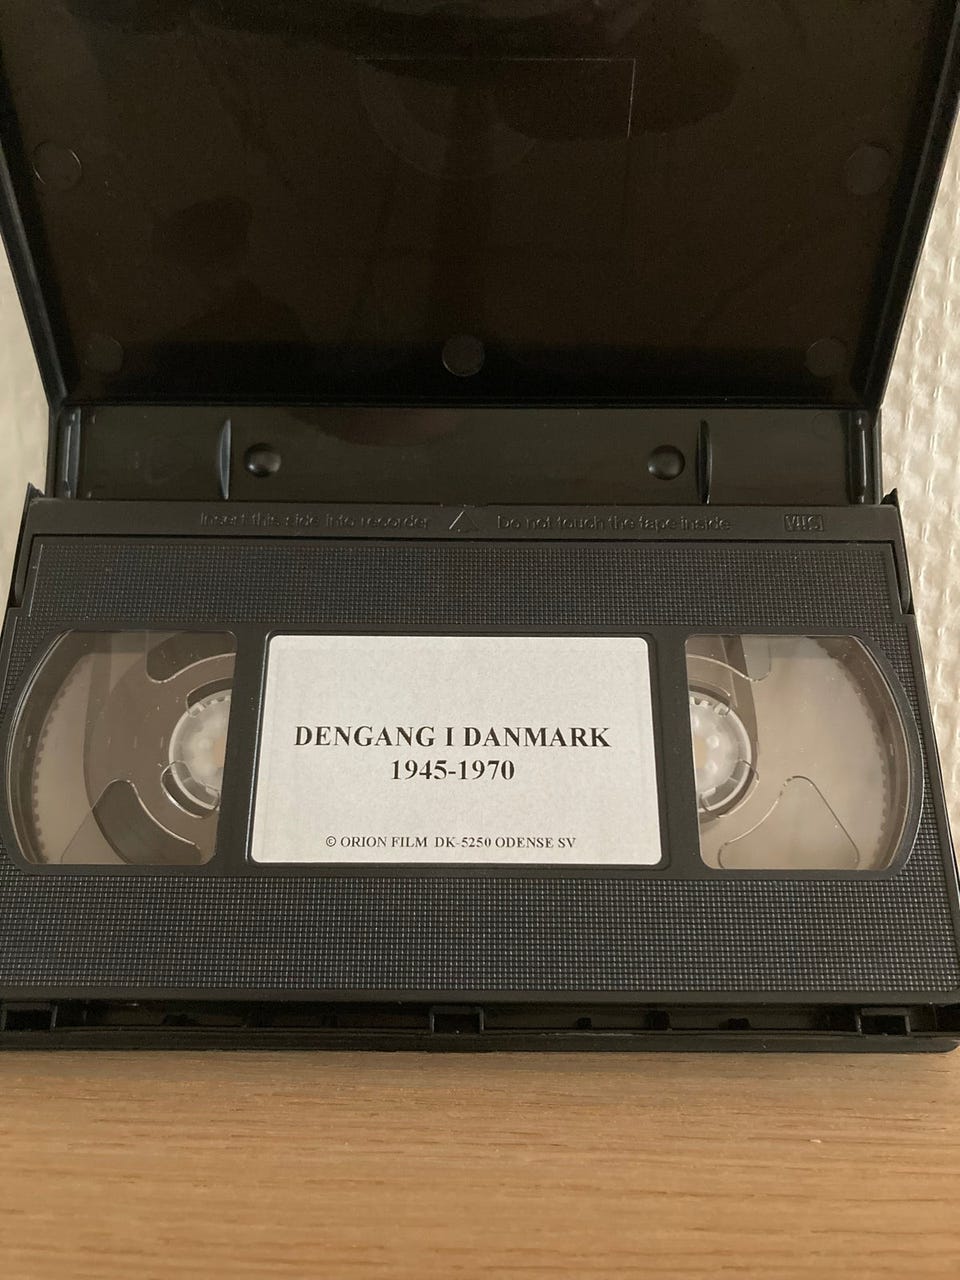 Insert this side into recorder △ Do not touch the tape inside VHS
DENGANG I DANMARK
1945-1970
© ORION FILM DK-5250 ODENSE SV